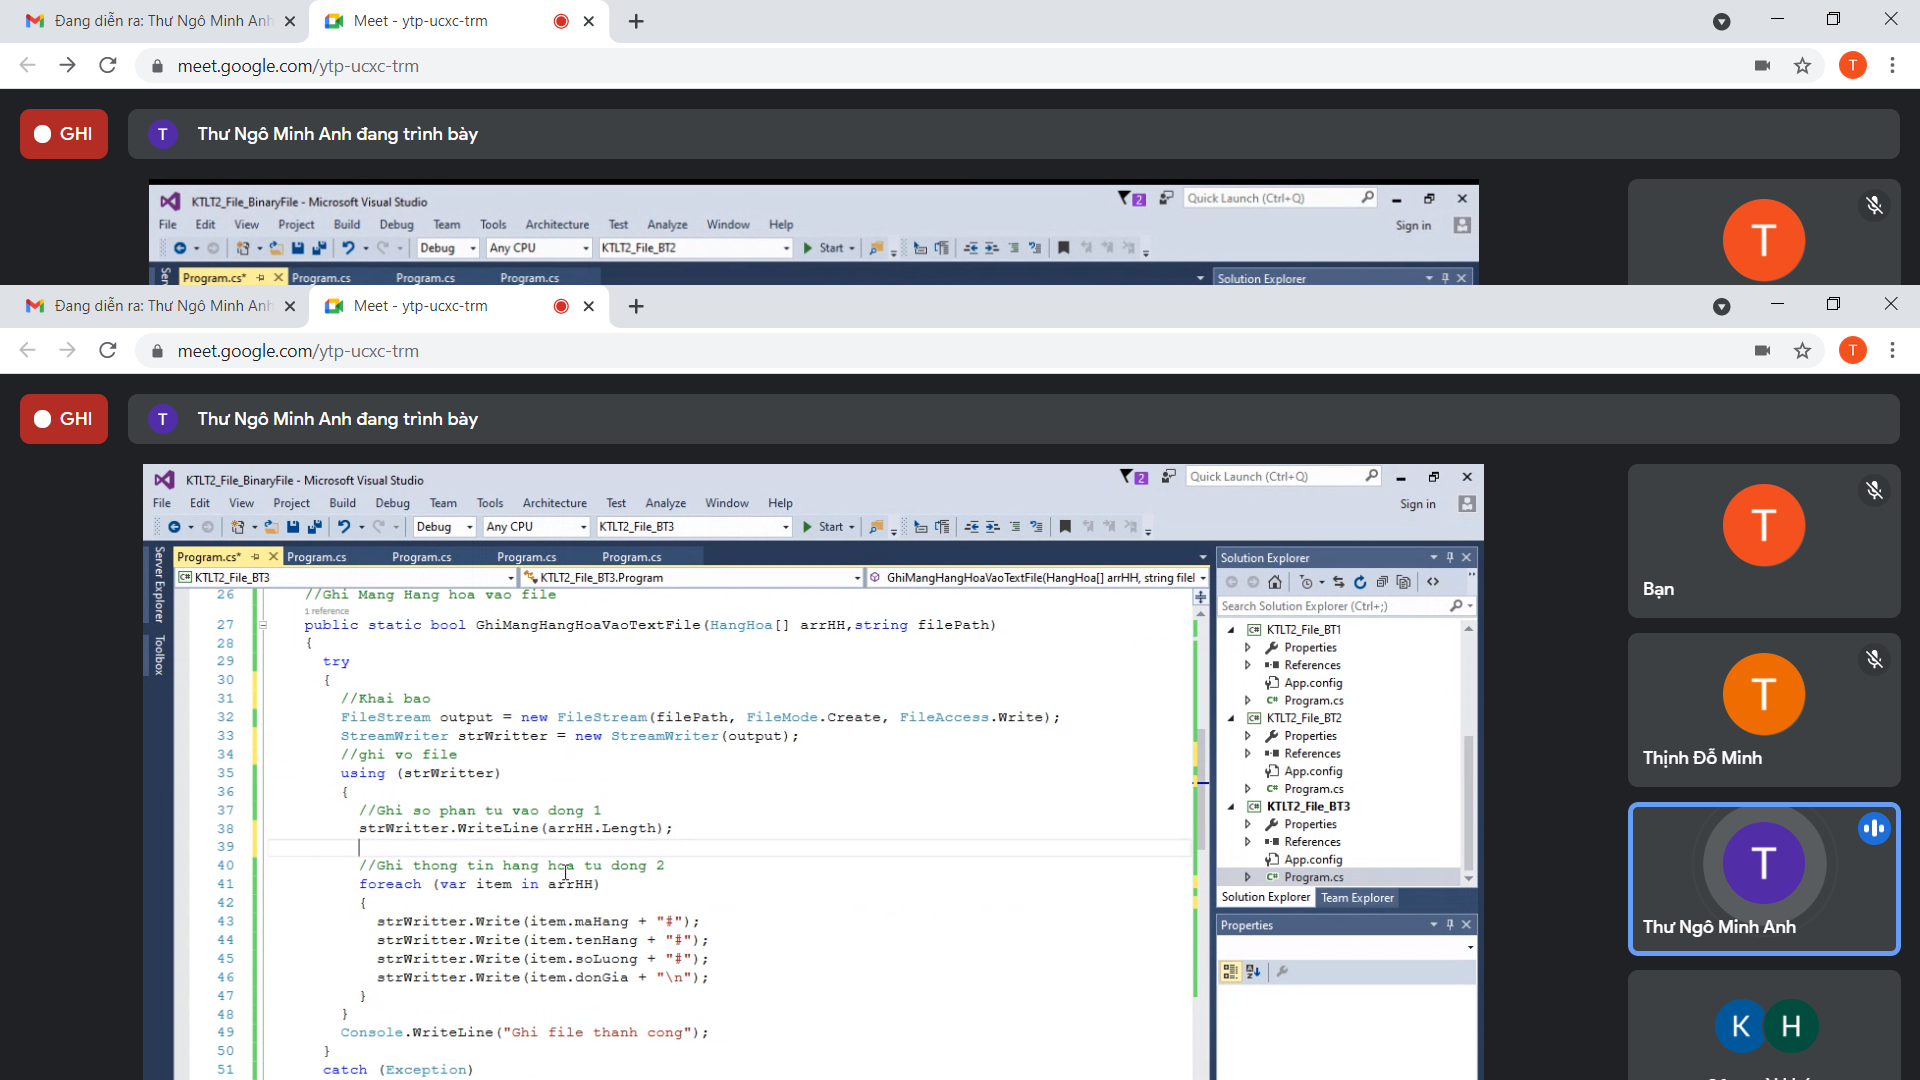 Đang diễn ra: Thư Ngô Minh Anh
Meet - ytp-ucxc-trm
meet.google.com/ytp-ucxc-trm
T
GHI
T
Thư Ngô Minh Anh đang trình bày
KTLT2_File_BinaryFile - Microsoft Visual Studio
2
Quick Launch (Ctrl+Q)
File Edit View Project Build Debug Team Tools Architecture Test Analyze Window Help
Sign in
Debug Any CPU KTLT2_File_BT2 Start
Program.cs* Program.cs Program.cs Program.cs
Solution Explorer
T
Đang diễn ra: Thư Ngô Minh Anh
Meet - ytp-ucxc-trm
meet.google.com/ytp-ucxc-trm
T
GHI
T
Thư Ngô Minh Anh đang trình bày
KTLT2_File_BinaryFile - Microsoft Visual Studio
2
Quick Launch (Ctrl+Q)
File Edit View Project Build Debug Team Tools Architecture Test Analyze Window Help
Sign in
Debug Any CPU KTLT2_File_BT3 Start
Server Explorer
Toolbox
Program.cs* Program.cs Program.cs Program.cs Program.cs
KTLT2_File_BT3 KTLT2_File_BT3.Program GhiMangHangHoaVaoTextFile(HangHoa[] arrHH, string fileI
26 //Ghi Mang Hang hoa vao file
1 reference
27 public static bool GhiMangHangHoaVaoTextFile(HangHoa[] arrHH,string filePath)
28 {
29 try
30 {
31 //Khai bao
32 FileStream output = new FileStream(filePath, FileMode.Create, FileAccess.Write);
33 StreamWriter strWritter = new StreamWriter(output);
34 //ghi vo file
35 using (strWritter)
36 {
37 //Ghi so phan tu vao dong 1
38 strWritter.WriteLine(arrHH.Length);
39
40 //Ghi thong tin hang hoa tu dong 2
41 foreach (var item in arrHH)
42 {
43 strWritter.Write(item.maHang + "#");
44 strWritter.Write(item.tenHang + "#");
45 strWritter.Write(item.soLuong + "#");
46 strWritter.Write(item.donGia + "\n");
47 }
48 }
49 Console.WriteLine("Ghi file thanh cong");
50 }
51 catch (Exception)
Solution Explorer
Search Solution Explorer (Ctrl+;)
KTLT2_File_BT1
Properties
References
App.config
Program.cs
KTLT2_File_BT2
Properties
References
App.config
Program.cs
KTLT2_File_BT3
Properties
References
App.config
Program.cs
Solution Explorer Team Explorer
Properties
T
Bạn
T
Thịnh Đỗ Minh
T
Thư Ngô Minh Anh
K H